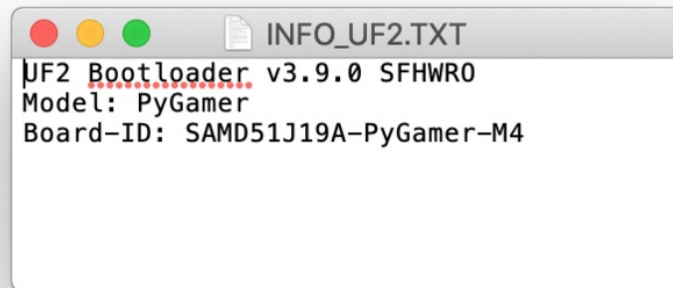 INFO_UF2.TXT
UF2 Bootloader v3.9.0 SFHWRO
Model: PyGamer
Board-ID: SAMD51J19A-PyGamer-M4